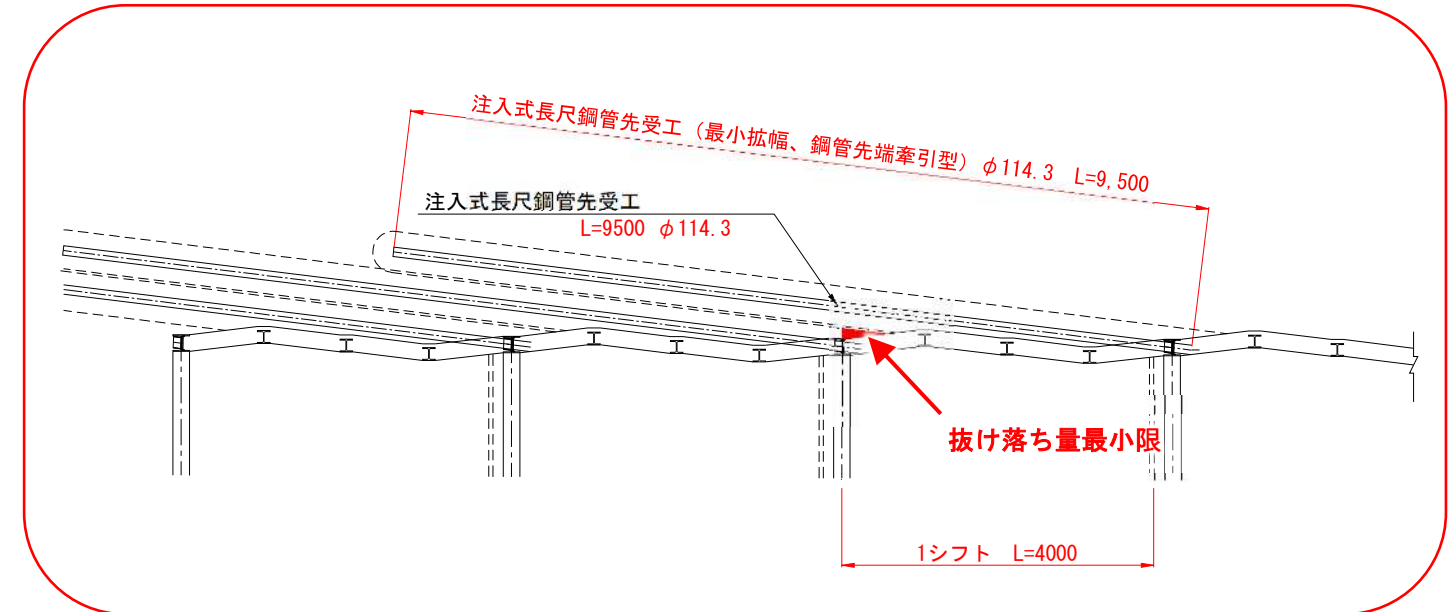 注入式長尺鋼管先受工（最小拡幅、鋼管先端牽引型）φ114.3 L=9,500
注入式長尺鋼管先受工
L=9500 φ114.3
抜け落ち量最小限
1シフト L=4000